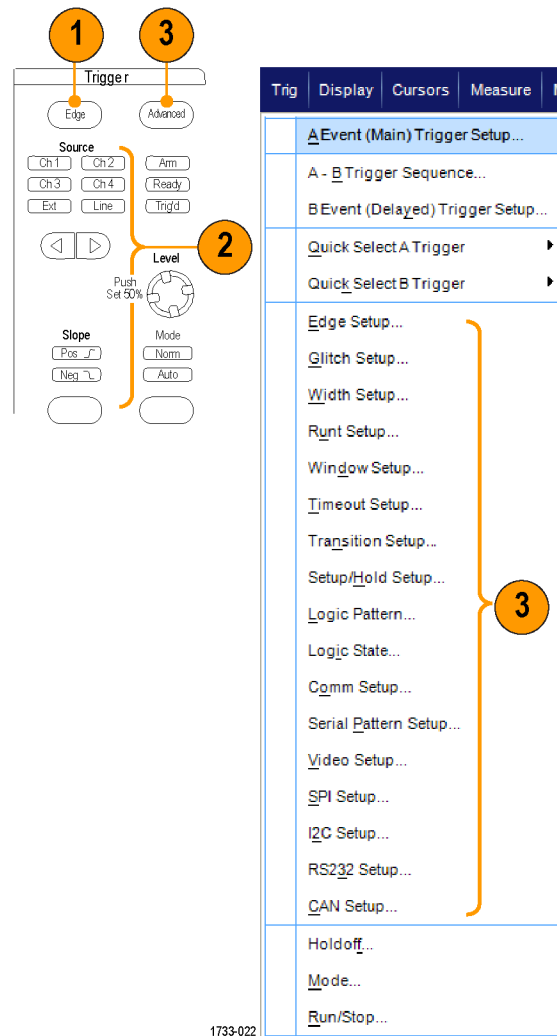 1
3
Trigger
Edge
Advanced
Source
Ch 1
Ch 2
Arm
Ch 3
Ch 4
Ready
Ext
Line
Trig'd
2
Level
Push
Set 50%
Slope
Mode
Pos
Norm
Neg
Auto
Trig
Display
Cursors
Measure
A Event (Main) Trigger Setup...
A - B Trigger Sequence...
B Event (Delayed) Trigger Setup...
Quick Select A Trigger
Quick Select B Trigger
Edge Setup...
Glitch Setup...
Width Setup...
Runt Setup...
Window Setup...
Timeout Setup...
Transition Setup...
Setup/Hold Setup...
Logic Pattern...
Logic State...
Comm Setup...
Serial Pattern Setup...
Video Setup...
SPI Setup...
I2C Setup...
RS232 Setup...
CAN Setup...
3
Holdoff...
Mode...
Run/Stop...
1733-022